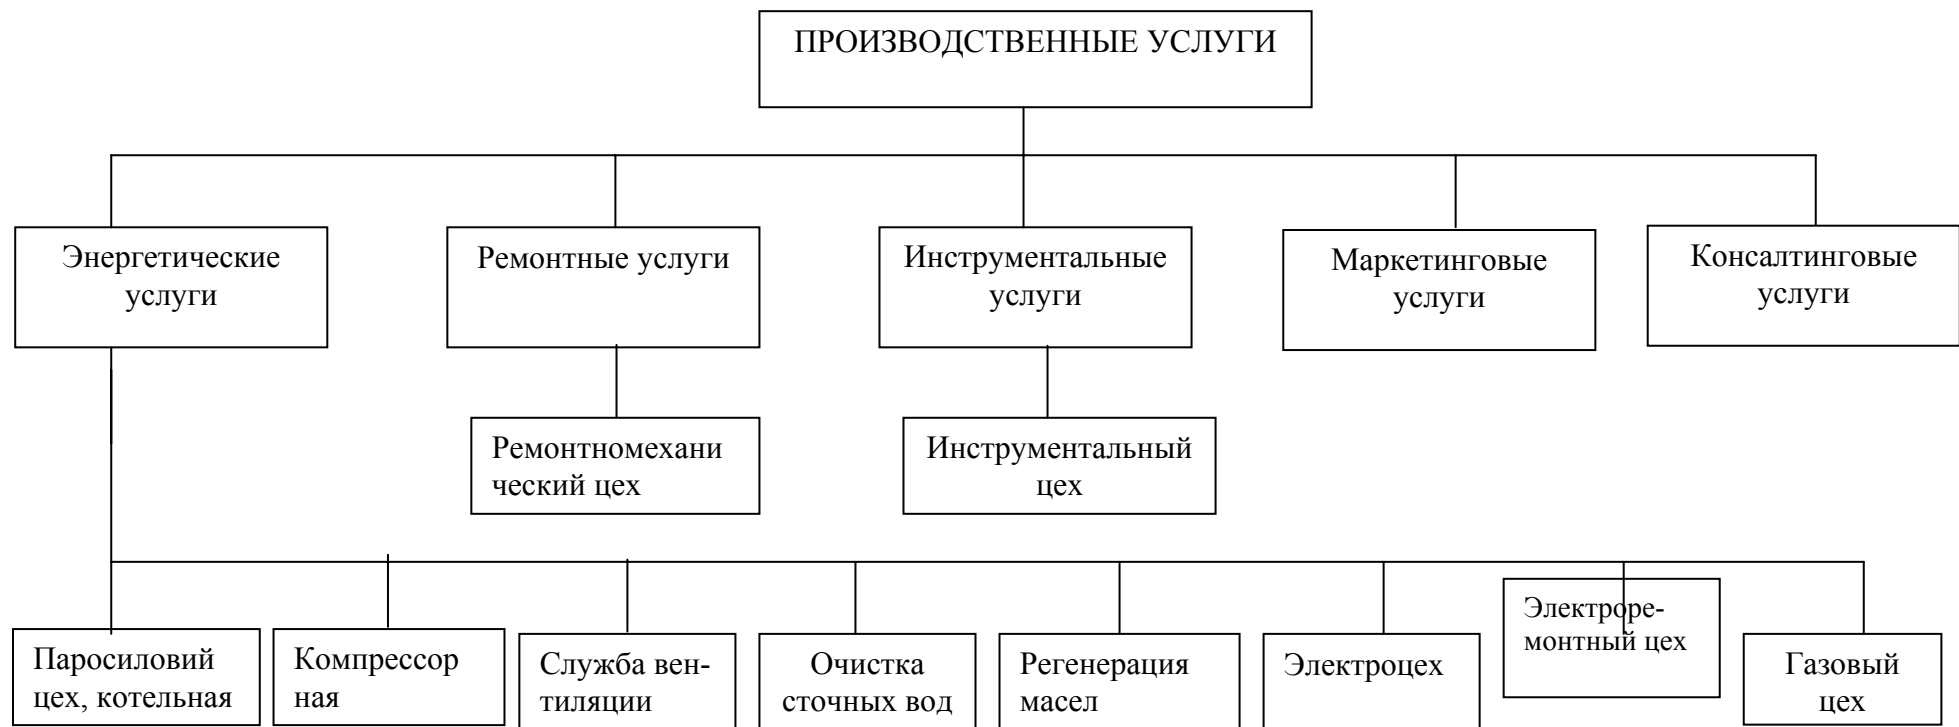 ПРОИЗВОДСТВЕННЫЕ УСЛУГИ
Энергетические
услуги
Ремонтные услуги
Инструментальные
услуги
Маркетинговые
услуги
Консалтинговые
услуги
Ремонтномехани
ческий цех
Инструментальный
цех
Паросиловий
цех, котельная
Компрессор
ная
Служба вен-
тиляции
Очистка
сточных вод
Регенерация
масел
Электроцех
Электроре-
монтный цех
Газовый
цех